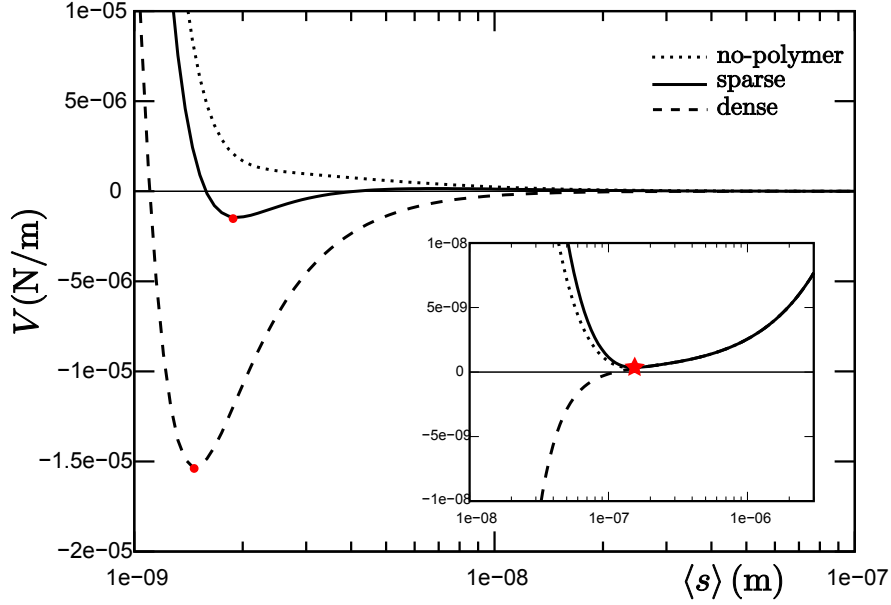 1e-05
no-polymer
sparse
dense
5e-06
0
−5e-06
−1e-05
−1.5e-05
−2e-05
V (N/m)
1e-09
1e-08
⟨s⟩ (m)
1e-07
1e-08
5e-09
0
−5e-09
−1e-08
1e-08
1e-07
1e-06